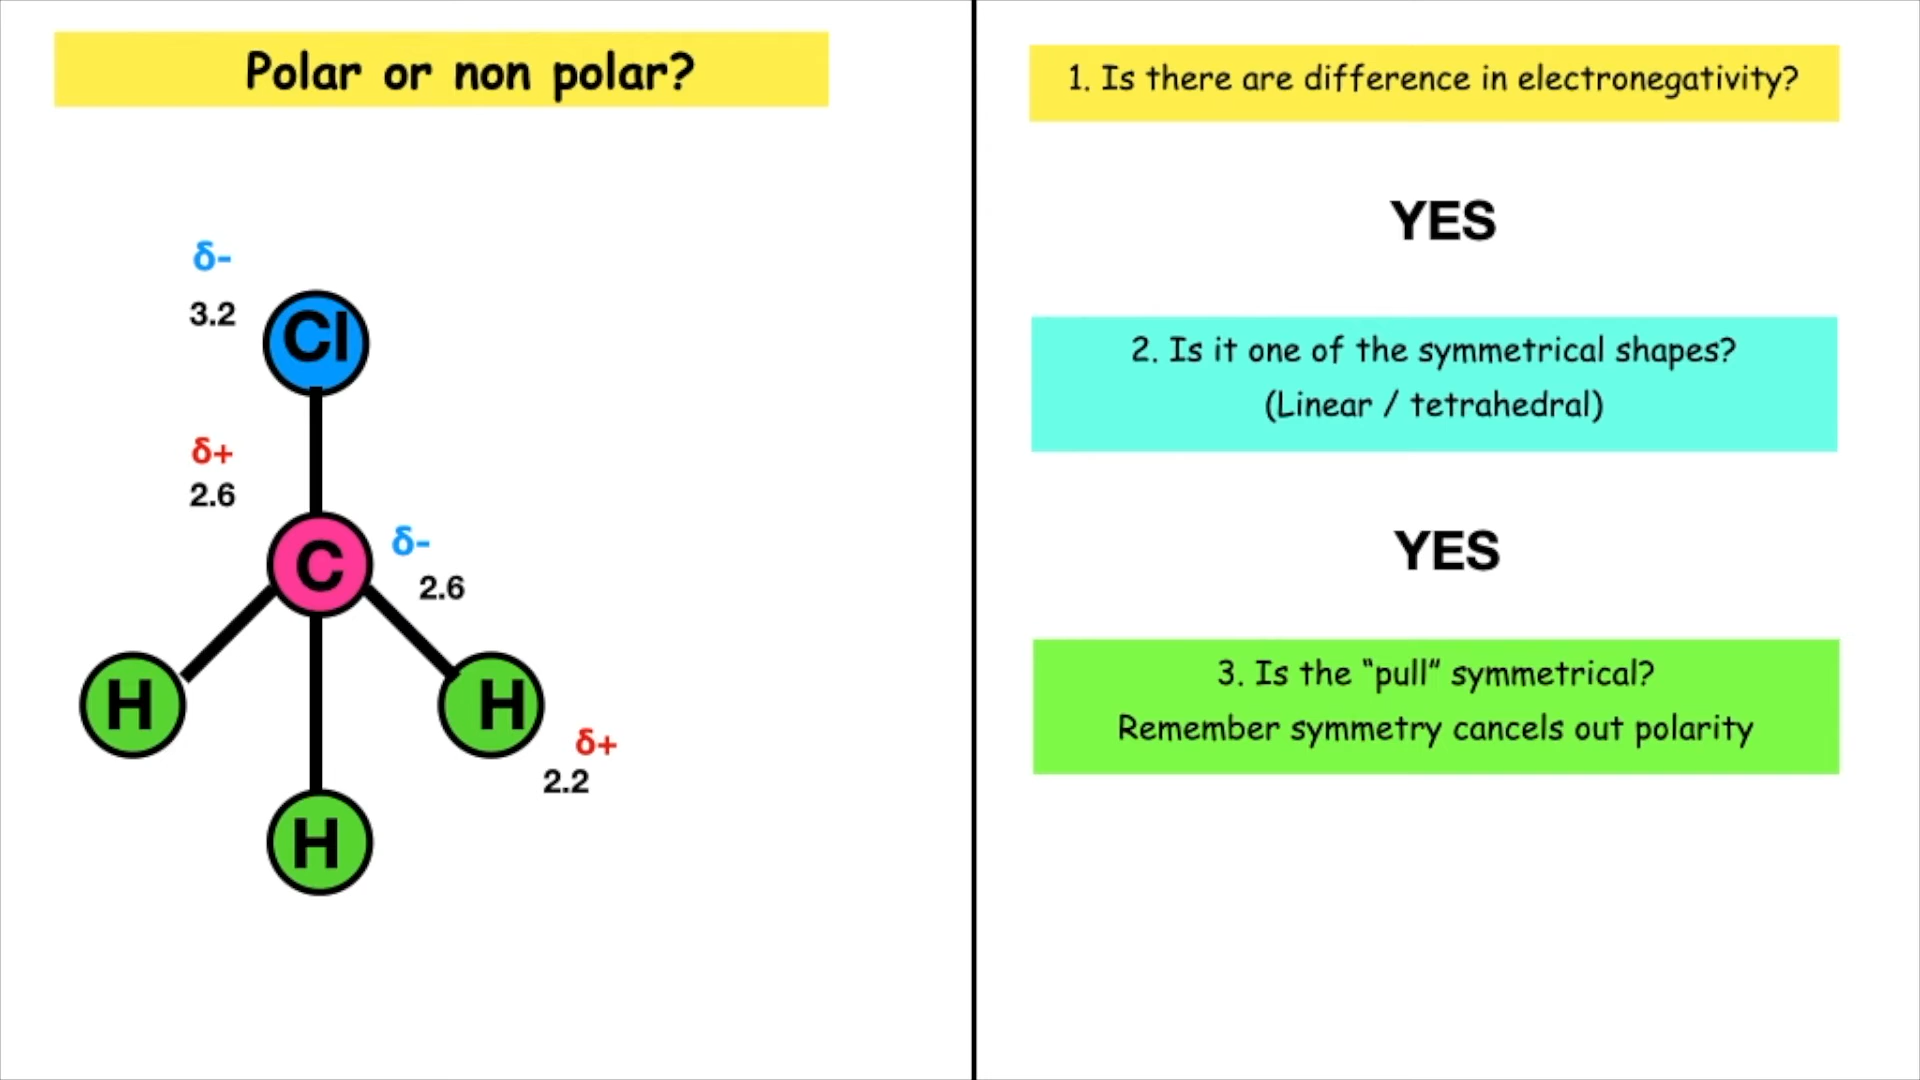 Polar or non polar?
δ-
3.2
Cl
δ+
2.6
C
δ-
2.6
H
H
δ+
2.2
H
1. Is there are difference in electronegativity?
YES
2. Is it one of the symmetrical shapes?
(Linear / tetrahedral)
YES
3. Is the “pull” symmetrical?
Remember symmetry cancels out polarity